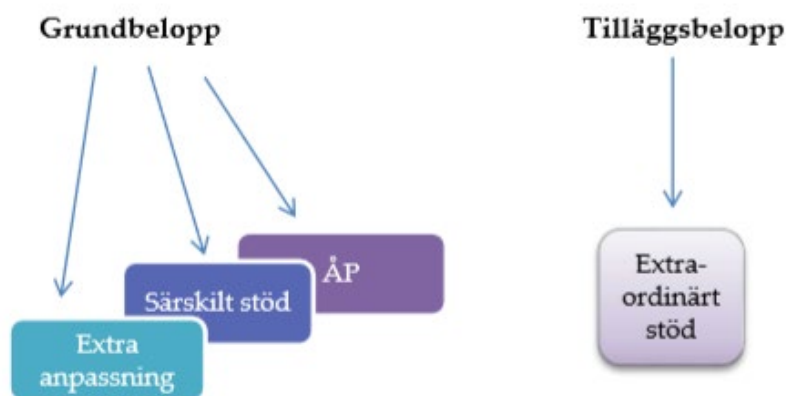 Grundbelopp
Tilläggsbelopp
ÅP
Särskilt stöd
Extra
anpassning
Extra-
ordinärt
stöd